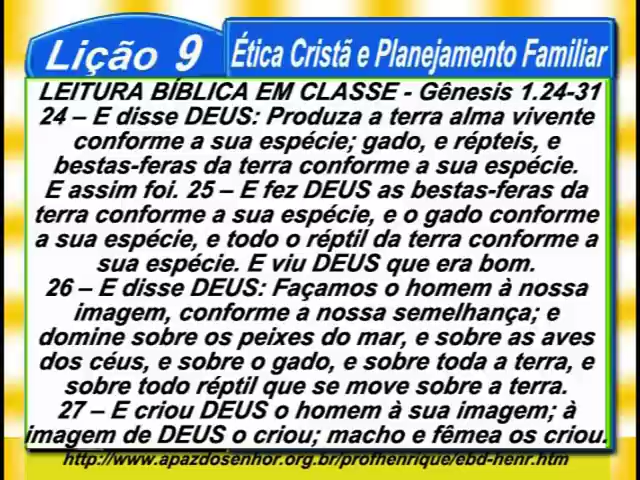 Lição 9
Ética Cristã e Planejamento Familiar
LEITURA BÍBLICA EM CLASSE - Gênesis 1.24-31
24 – E disse DEUS: Produza a terra alma vivente
conforme a sua espécie; gado, e répteis, e
bestas-feras da terra conforme a sua espécie.
E assim foi. 25 – E fez DEUS as bestas-feras da
terra conforme a sua espécie, e o gado conforme
a sua espécie, e todo o réptil da terra conforme a
sua espécie. E viu DEUS que era bom.
26 – E disse DEUS: Façamos o homem à nossa
imagem, conforme a nossa semelhança; e
domine sobre os peixes do mar, e sobre as aves
dos céus, e sobre o gado, e sobre toda a terra, e
sobre todo réptil que se move sobre a terra.
27 – E criou DEUS o homem à sua imagem; à
imagem de DEUS o criou; macho e fêmea os criou.
http://www.apazdosenhor.org.br/profhenrique/ebd-henr.htm